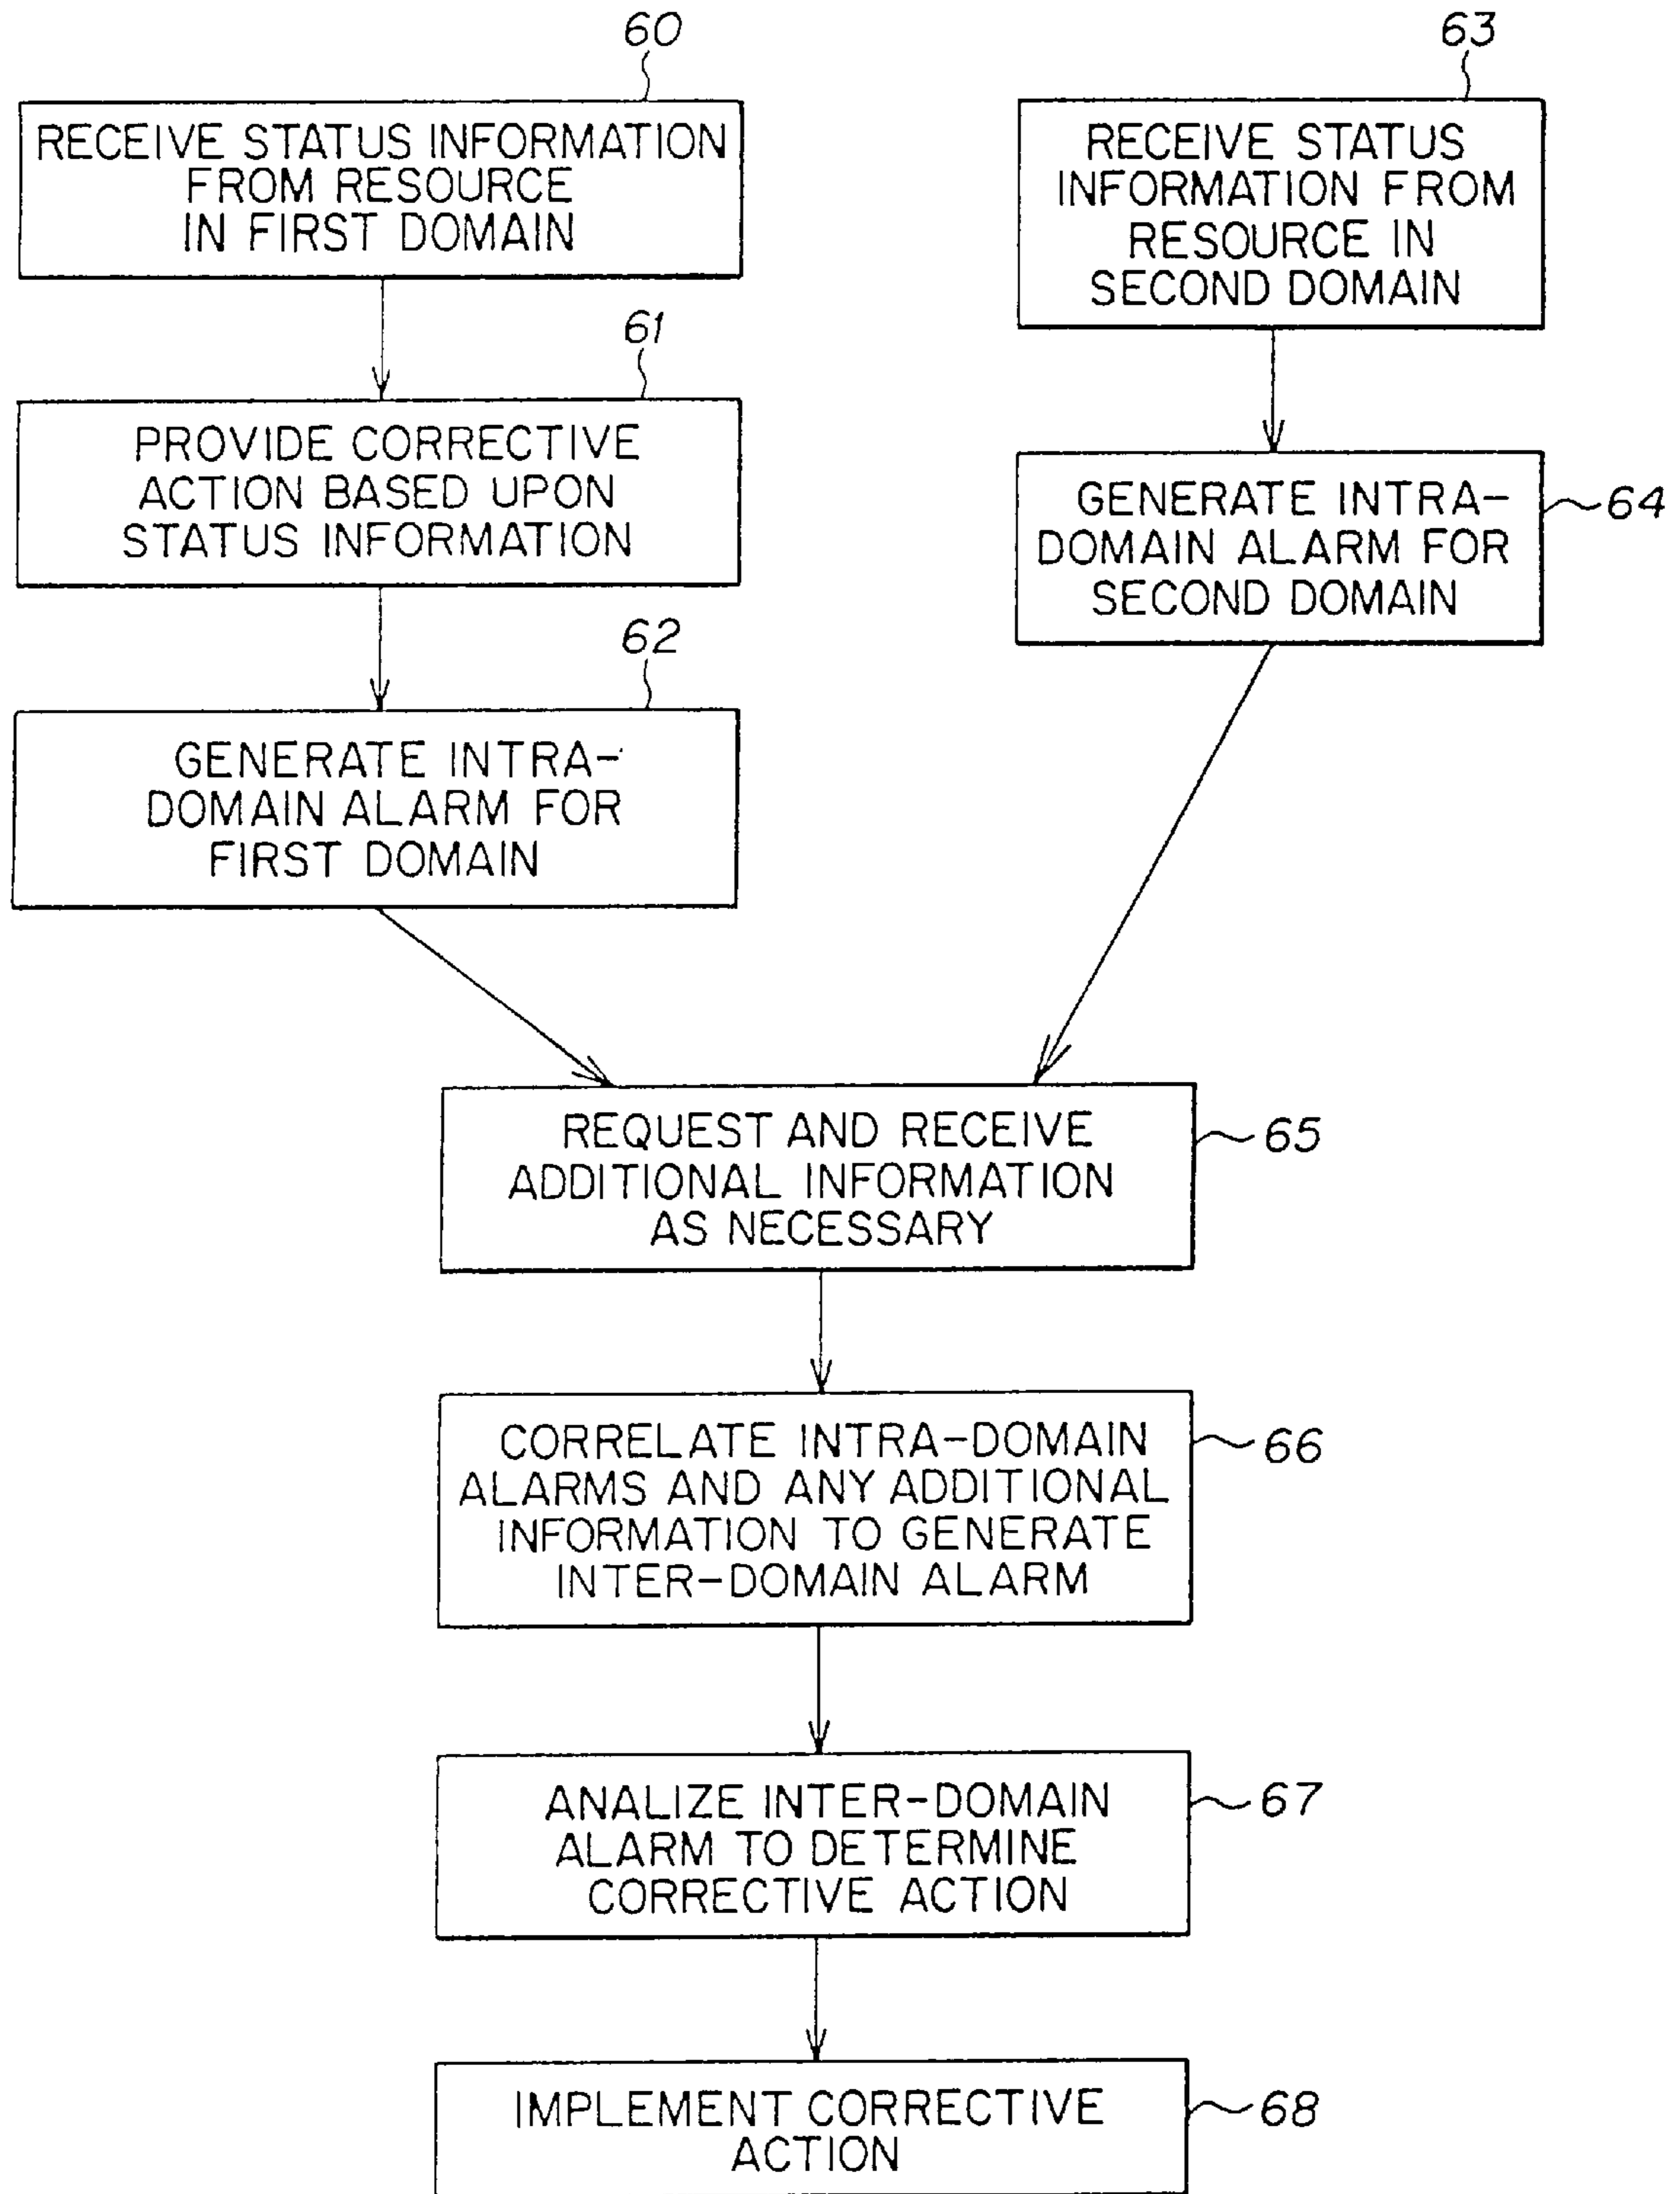 60
RECEIVE STATUS INFORMATION
FROM RESOURCE
IN FIRST DOMAIN
61
PROVIDE CORRECTIVE
ACTION BASED UPON
STATUS INFORMATION
62
GENERATE INTRA-
DOMAIN ALARM FOR
FIRST DOMAIN
63
RECEIVE STATUS
INFORMATION FROM
RESOURCE IN
SECOND DOMAIN
GENERATE INTRA-
DOMAIN ALARM FOR
SECOND DOMAIN
64
REQUEST AND RECEIVE
ADDITIONAL INFORMATION
AS NECESSARY
65
CORRELATE INTRA-DOMAIN
ALARMS AND ANY ADDITIONAL
INFORMATION TO GENERATE
INTER-DOMAIN ALARM
66
ANALIZE INTER-DOMAIN
ALARM TO DETERMINE
CORRECTIVE ACTION
67
IMPLEMENT CORRECTIVE
ACTION
68